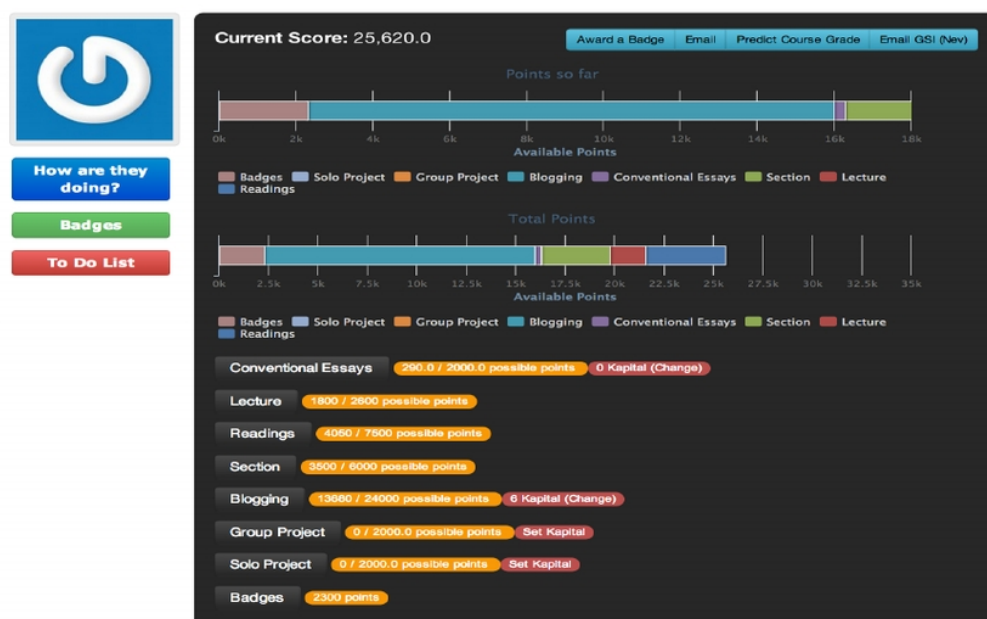 Current Score: 25,620.0
Award a Badge Email Predict Course Grade Email GSI (Nev)
Points so far
0k 2k 4k 6k 8k 10k 12k 14k 16k 18k
Available Points
How are they
doing?
Badges Solo Project Group Project Blogging Conventional Essays Section Lecture
Readings
Badges
Total Points
To Do List
0k 2.5k 5k 7.5k 10k 12.5k 15k 17.5k 20k 22.5k 25k 27.5k 30k 32.5k 35k
Available Points
Badges Solo Project Group Project Blogging Conventional Essays Section Lecture
Readings
Conventional Essays 290.0 / 2000.0 possible points 0 Kapital (Change)
Lecture 1800 / 2600 possible points
Readings 4050 / 7500 possible points
Section 3500 / 6000 possible points
Blogging 13680 / 24000 possible points 6 Kapital (Change)
Group Project 0 / 2000.0 possible points Set Kapital
Solo Project 0 / 2000.0 possible points Set Kapital
Badges 2300 points